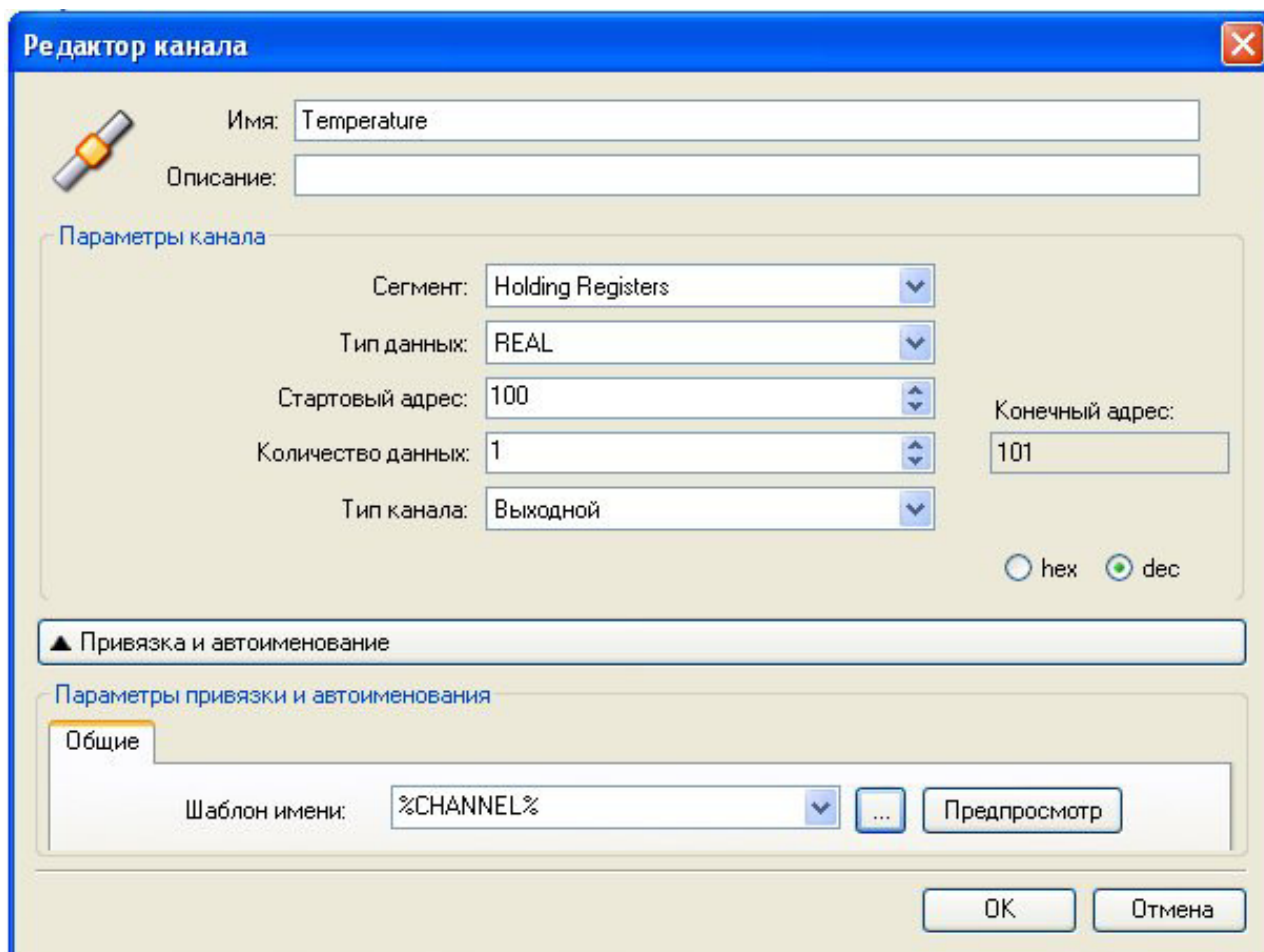 Редактор канала
Имя: Temperature
Описание:
Параметры канала
Сегмент: Holding Registers
Тип данных: REAL
Стартовый адрес: 100
Конечный адрес:
Количество данных: 1
101
Тип канала: Выходной
hex dec
▲ Привязка и автоименование
Параметры привязки и автоименования
Общие
Шаблон имени: %CHANNEL% ... Предпросмотр
OK Отмена